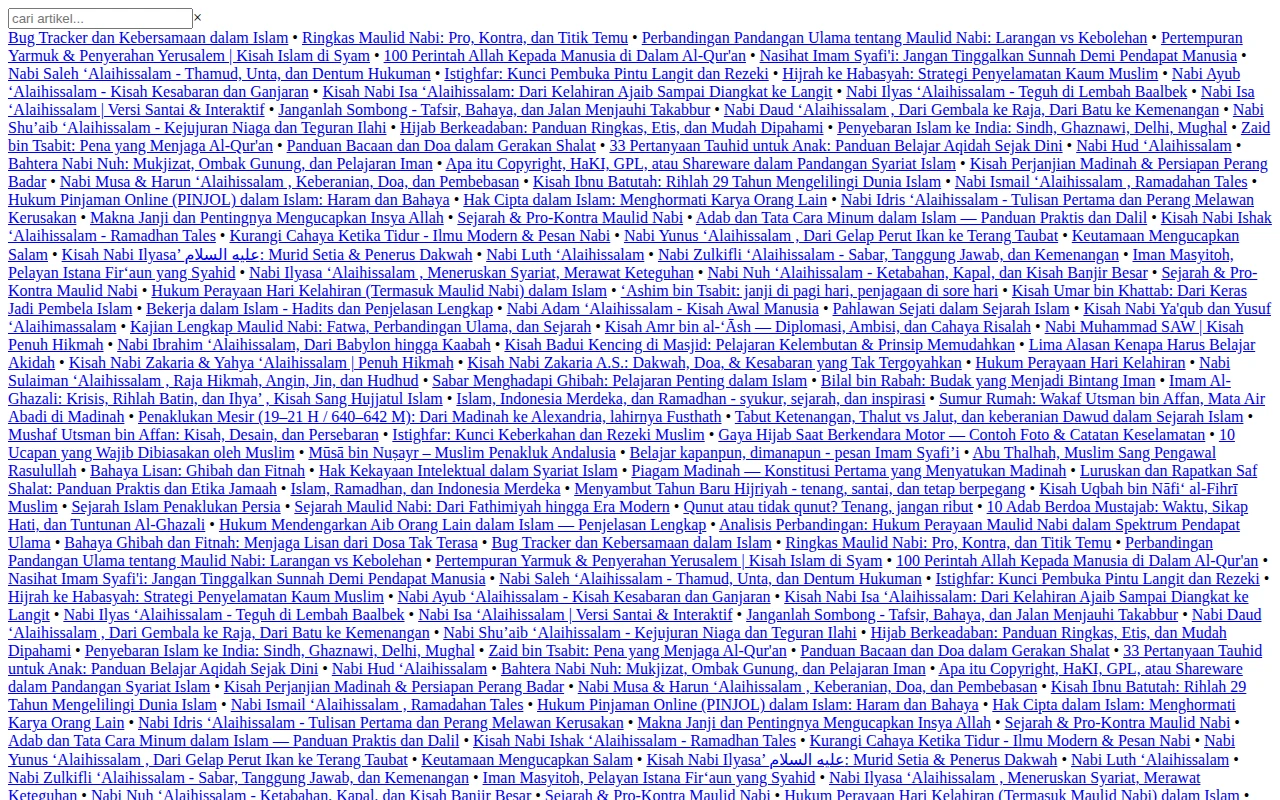 cari artikel... ×
Bug Tracker dan Kebersamaan dalam Islam • Ringkas Maulid Nabi: Pro, Kontra, dan Titik Temu • Perbandingan Pandangan Ulama tentang Maulid Nabi: Larangan vs Kebolehan • Pertempuran
Yarmuk & Penyerahan Yerusalem | Kisah Islam di Syam • 100 Perintah Allah Kepada Manusia di Dalam Al-Qur'an • Nasihat Imam Syafi'i: Jangan Tinggalkan Sunnah Demi Pendapat Manusia •
Nabi Saleh ‘Alaihissalam - Thamud, Unta, dan Dentum Hukuman • Istighfar: Kunci Pembuka Pintu Langit dan Rezeki • Hijrah ke Habasyah: Strategi Penyelamatan Kaum Muslim • Nabi Ayub
‘Alaihissalam - Kisah Kesabaran dan Ganjaran • Kisah Nabi Isa ‘Alaihissalam: Dari Kelahiran Ajaib Sampai Diangkat ke Langit • Nabi Ilyas ‘Alaihissalam - Teguh di Lembah Baalbek • Nabi Isa
‘Alaihissalam | Versi Santai & Interaktif • Janganlah Sombong - Tafsir, Bahaya, dan Jalan Menjauhi Takabbur • Nabi Daud ‘Alaihissalam , Dari Gembala ke Raja, Dari Batu ke Kemenangan • Nabi
Shu’aib ‘Alaihissalam - Kejujuran Niaga dan Teguran Ilahi • Hijab Berkeadaban: Panduan Ringkas, Etis, dan Mudah Dipahami • Penyebaran Islam ke India: Sindh, Ghaznawi, Delhi, Mughal • Zaid
bin Tsabit: Pena yang Menjaga Al-Qur'an • Panduan Bacaan dan Doa dalam Gerakan Shalat • 33 Pertanyaan Tauhid untuk Anak: Panduan Belajar Aqidah Sejak Dini • Nabi Hud ‘Alaihissalam •
Bahtera Nabi Nuh: Mukjizat, Ombak Gunung, dan Pelajaran Iman • Apa itu Copyright, HaKI, GPL, atau Shareware dalam Pandangan Syariat Islam • Kisah Perjanjian Madinah & Persiapan Perang
Badar • Nabi Musa & Harun ‘Alaihissalam , Keberanian, Doa, dan Pembebasan • Kisah Ibnu Batutah: Rihlah 29 Tahun Mengelilingi Dunia Islam • Nabi Ismail ‘Alaihissalam , Ramadahan Tales •
Hukum Pinjaman Online (PINJOL) dalam Islam: Haram dan Bahaya • Hak Cipta dalam Islam: Menghormati Karya Orang Lain • Nabi Idris ‘Alaihissalam - Tulisan Pertama dan Perang Melawan
Kerusakan • Makna Janji dan Pentingnya Mengucapkan Insya Allah • Sejarah & Pro-Kontra Maulid Nabi • Adab dan Tata Cara Minum dalam Islam — Panduan Praktis dan Dalil • Kisah Nabi Ishak
‘Alaihissalam - Ramadhan Tales • Kurangi Cahaya Ketika Tidur - Ilmu Modern & Pesan Nabi • Nabi Yunus ‘Alaihissalam , Dari Gelap Perut Ikan ke Terang Taubat • Keutamaan Mengucapkan
Salam • Kisah Nabi Ilyasa’ عليه السلام: Murid Setia & Penerus Dakwah • Nabi Luth ‘Alaihissalam • Nabi Zulkifli ‘Alaihissalam - Sabar, Tanggung Jawab, dan Kemenangan • Iman Masyitoh,
Pelayan Istana Fir‘aun yang Syahid • Nabi Ilyasa ‘Alaihissalam , Meneruskan Syariat, Merawat Keteguhan • Nabi Nuh ‘Alaihissalam - Ketabahan, Kapal, dan Kisah Banjir Besar • Sejarah & Pro-
Kontra Maulid Nabi • Hukum Perayaan Hari Kelahiran (Termasuk Maulid Nabi) dalam Islam • ‘Ashim bin Tsabit: janji di pagi hari, penjagaan di sore hari • Kisah Umar bin Khattab: Dari Keras
Jadi Pembela Islam • Bekerja dalam Islam - Hadits dan Penjelasan Lengkap • Nabi Adam ‘Alaihissalam - Kisah Awal Manusia • Pahlawan Sejati dalam Sejarah Islam • Kisah Nabi Ya'qub dan Yusuf
‘Alaihimassalam • Kajian Lengkap Maulid Nabi: Fatwa, Perbandingan Ulama, dan Sejarah • Kisah Amr bin al-‘Āsh — Diplomasi, Ambisi, dan Cahaya Risalah • Nabi Muhammad SAW | Kisah
Penuh Hikmah • Nabi Ibrahim ‘Alaihissalam, Dari Babylon hingga Kaabah • Kisah Badui Kencing di Masjid: Pelajaran Kelembutan & Prinsip Memudahkan • Lima Alasan Kenapa Harus Belajar
Akidah • Kisah Nabi Zakaria & Yahya ‘Alaihissalam | Penuh Hikmah • Kisah Nabi Zakaria A.S.: Dakwah, Doa, & Kesabaran yang Tak Tergoyahkan • Hukum Perayaan Hari Kelahiran • Nabi
Sulaiman ‘Alaihissalam , Raja Hikmah, Angin, Jin, dan Hudhud • Sabar Menghadapi Ghibah: Pelajaran Penting dalam Islam • Bilal bin Rabah: Budak yang Menjadi Bintang Iman • Imam Al-
Ghazali: Krisis, Rihlah Batin, dan Ihya’ , Kisah Sang Hujjatul Islam • Islam, Indonesia Merdeka, dan Ramadhan - syukur, sejarah, dan inspirasi • Sumur Rumah: Wakaf Utsman bin Affan, Mata Air
Abadi di Madinah • Penaklukan Mesir (19–21 H / 640–642 M): Dari Madinah ke Alexandria, lahirnya Fusthath • Tabut Ketenangan, Thalut vs Jalut, dan keberanian Dawud dalam Sejarah Islam •
Mushaf Utsman bin Affan: Kisah, Desain, dan Persebaran • Istighfar: Kunci Keberkahan dan Rezeki Muslim • Gaya Hijab Saat Berkendara Motor — Contoh Foto & Catatan Keselamatan • 10
Ucapan yang Wajib Dibiasakan oleh Muslim • Mūsā bin Nuṣayr – Muslim Penakluk Andalusia • Belajar kapanpun, dimanapun - pesan Imam Syafi’i • Abu Thalhah, Muslim Sang Pengawal
Rasulullah • Bahaya Lisan: Ghibah dan Fitnah • Hak Kekayaan Intelektual dalam Syariat Islam • Piagam Madinah — Konstitusi Pertama yang Menyatukan Madinah • Luruskan dan Rapatkan Saf
Shalat: Panduan Praktis dan Etika Jamaah • Islam, Ramadhan, dan Indonesia Merdeka • Menyambut Tahun Baru Hijriyah - tenang, santai, dan tetap berpegang • Kisah Uqbah bin Nāfi‘ al-Fihrī
Muslim • Sejarah Islam Penaklukan Persia • Sejarah Maulid Nabi: Dari Fathimiyah hingga Era Modern • Qunut atau tidak qunut? Tenang, jangan ribut • 10 Adab Berdoa Mustajab: Waktu, Sikap
Hati, dan Tuntunan Al-Ghazali • Hukum Mendengarkan Aib Orang Lain dalam Islam — Penjelasan Lengkap • Analisis Perbandingan: Hukum Perayaan Maulid Nabi dalam Spektrum Pendapat
Ulama • Bahaya Ghibah dan Fitnah: Menjaga Lisan dari Dosa Tak Terasa • Bug Tracker dan Kebersamaan dalam Islam • Ringkas Maulid Nabi: Pro, Kontra, dan Titik Temu • Perbandingan
Pandangan Ulama tentang Maulid Nabi: Larangan vs Kebolehan • Pertempuran Yarmuk & Penyerahan Yerusalem | Kisah Islam di Syam • 100 Perintah Allah Kepada Manusia di Dalam Al-Qur'an •
Nasihat Imam Syafi'i: Jangan Tinggalkan Sunnah Demi Pendapat Manusia • Nabi Saleh ‘Alaihissalam - Thamud, Unta, dan Dentum Hukuman • Istighfar: Kunci Pembuka Pintu Langit dan Rezeki •
Hijrah ke Habasyah: Strategi Penyelamatan Kaum Muslim • Nabi Ayub ‘Alaihissalam - Kisah Kesabaran dan Ganjaran • Kisah Nabi Isa ‘Alaihissalam: Dari Kelahiran Ajaib Sampai Diangkat ke
Langit • Nabi Ilyas ‘Alaihissalam - Teguh di Lembah Baalbek • Nabi Isa ‘Alaihissalam | Versi Santai & Interaktif • Janganlah Sombong - Tafsir, Bahaya, dan Jalan Menjauhi Takabbur • Nabi Daud
‘Alaihissalam , Dari Gembala ke Raja, Dari Batu ke Kemenangan • Nabi Shu’aib ‘Alaihissalam - Kejujuran Niaga dan Teguran Ilahi • Hijab Berkeadaban: Panduan Ringkas, Etis, dan Mudah
Dipahami • Penyebaran Islam ke India: Sindh, Ghaznawi, Delhi, Mughal • Zaid bin Tsabit: Pena yang Menjaga Al-Qur'an • Panduan Bacaan dan Doa dalam Gerakan Shalat • 33 Pertanyaan Tauhid
untuk Anak: Panduan Belajar Aqidah Sejak Dini • Nabi Hud ‘Alaihissalam • Bahtera Nabi Nuh: Mukjizat, Ombak Gunung, dan Pelajaran Iman • Apa itu Copyright, HaKI, GPL, atau Shareware
dalam Pandangan Syariat Islam • Kisah Perjanjian Madinah & Persiapan Perang Badar • Nabi Musa & Harun ‘Alaihissalam , Keberanian, Doa, dan Pembebasan • Kisah Ibnu Batutah: Rihlah 29
Tahun Mengelilingi Dunia Islam • Nabi Ismail ‘Alaihissalam , Ramadahan Tales • Hukum Pinjaman Online (PINJOL) dalam Islam: Haram dan Bahaya • Hak Cipta dalam Islam: Menghormati
Karya Orang Lain • Nabi Idris ‘Alaihissalam - Tulisan Pertama dan Perang Melawan Kerusakan • Makna Janji dan Pentingnya Mengucapkan Insya Allah • Sejarah & Pro-Kontra Maulid Nabi •
Adab dan Tata Cara Minum dalam Islam — Panduan Praktis dan Dalil • Kisah Nabi Ishak ‘Alaihissalam - Ramadhan Tales • Kurangi Cahaya Ketika Tidur - Ilmu Modern & Pesan Nabi • Nabi
Yunus ‘Alaihissalam , Dari Gelap Perut Ikan ke Terang Taubat • Keutamaan Mengucapkan Salam • Kisah Nabi Ilyasa’ عليه السلام: Murid Setia & Penerus Dakwah • Nabi Luth ‘Alaihissalam •
Nabi Zulkifli ‘Alaihissalam - Sabar, Tanggung Jawab, dan Kemenangan • Iman Masyitoh, Pelayan Istana Fir‘aun yang Syahid • Nabi Ilyasa ‘Alaihissalam , Meneruskan Syariat, Merawat
Keteguhan • Nabi Nuh ‘Alaihissalam - Ketabahan, Kapal, dan Kisah Banjir Besar • Sejarah & Pro-Kontra Maulid Nabi • Hukum Perayaan Hari Kelahiran (Termasuk Maulid Nabi) dalam Islam •